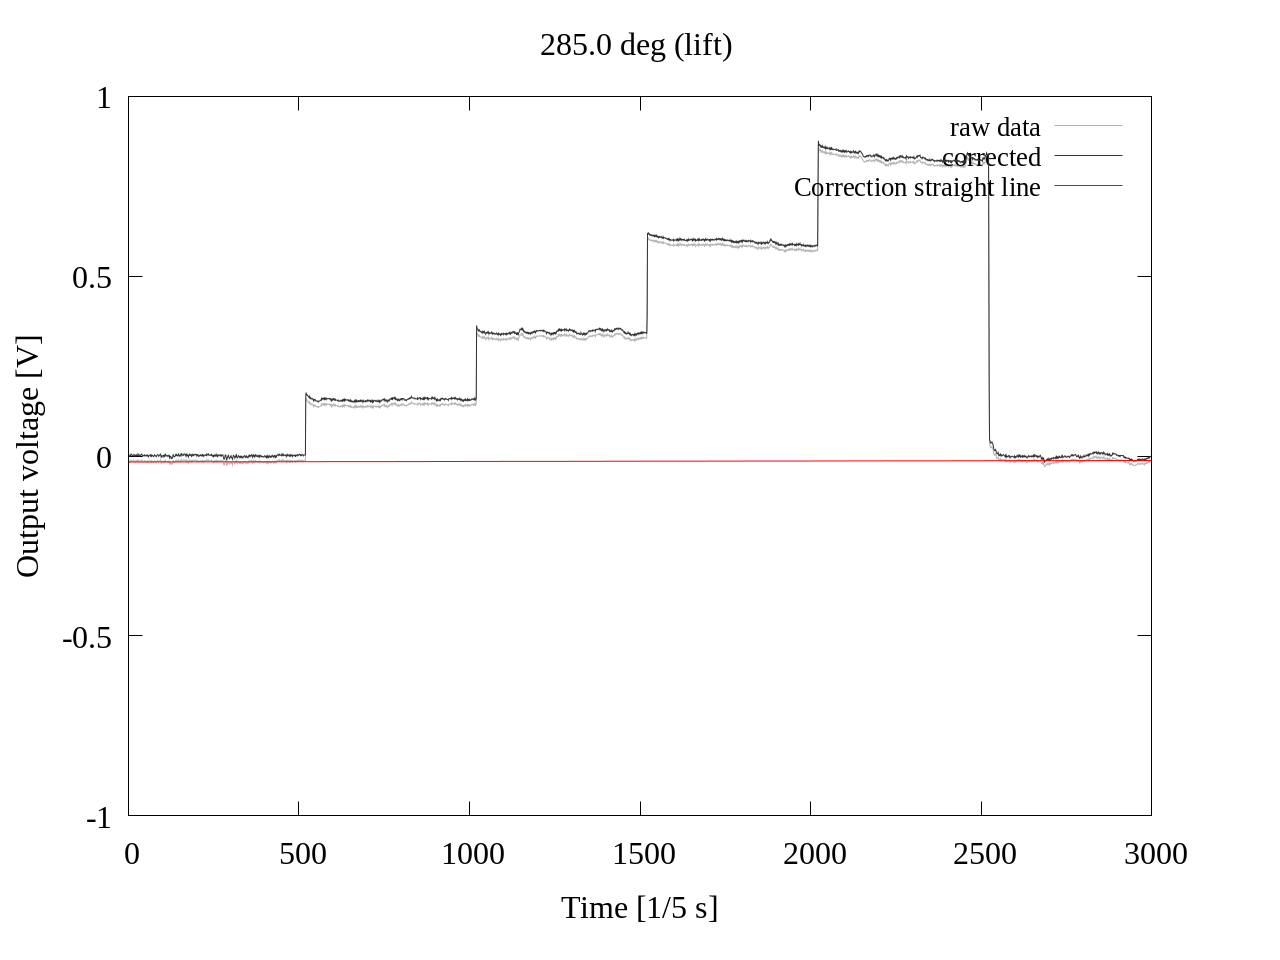 285.0 deg (lift)
1
0.5
0
-0.5
-1
Output voltage [V]
raw data
corrected
Correction straight line
0 500 1000 1500 2000 2500 3000
Time [1/5 s]